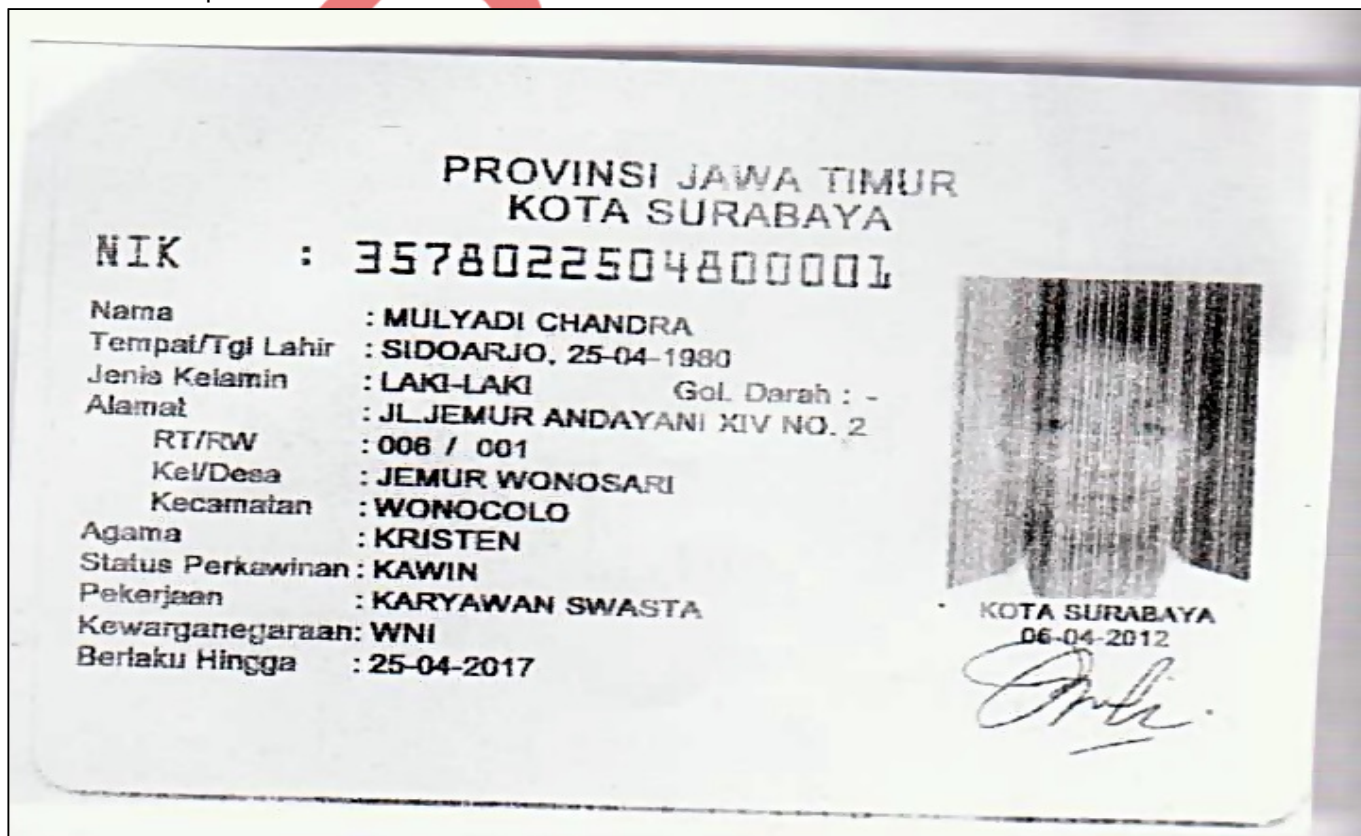 PROVINSI JAWA TIMUR
KOTA SURABAYA
NIK : 3578022504800001
Nama : MULYADI CHANDRA
Tempat/Tgl Lahir : SIDOARJO, 25-04-1980
Jenis Kelamin : LAKI-LAKI Gol. Darah : -
Alamat : JL.JEMUR ANDAYANI XIV NO. 2
RT/RW : 006 / 001
Kel/Desa : JEMUR WONOSARI
Kecamatan : WONOCOLO
Agama : KRISTEN
Status Perkawinan : KAWIN
Pekerjaan : KARYAWAN SWASTA
Kewarganegaraan: WNI
Berlaku Hingga : 25-04-2017
KOTA SURABAYA
06-04-2012